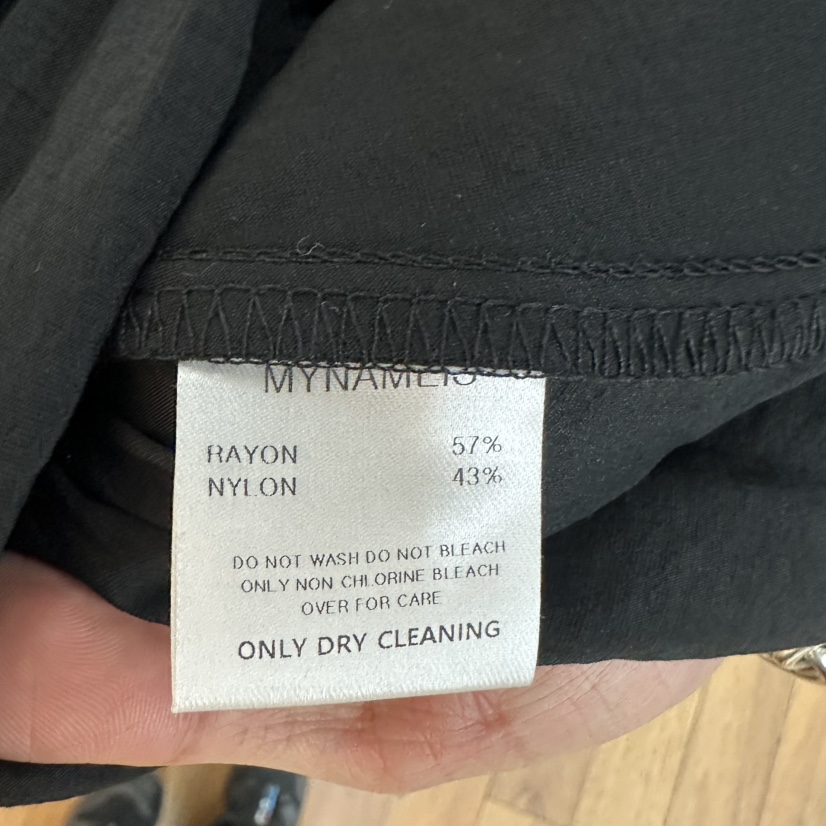 MYNAMEIS
RAYON 57%
NYLON 43%
DO NOT WASH DO NOT BLEACH
ONLY NON CHLORINE BLEACH
OVER FOR CARE
ONLY DRY CLEANING